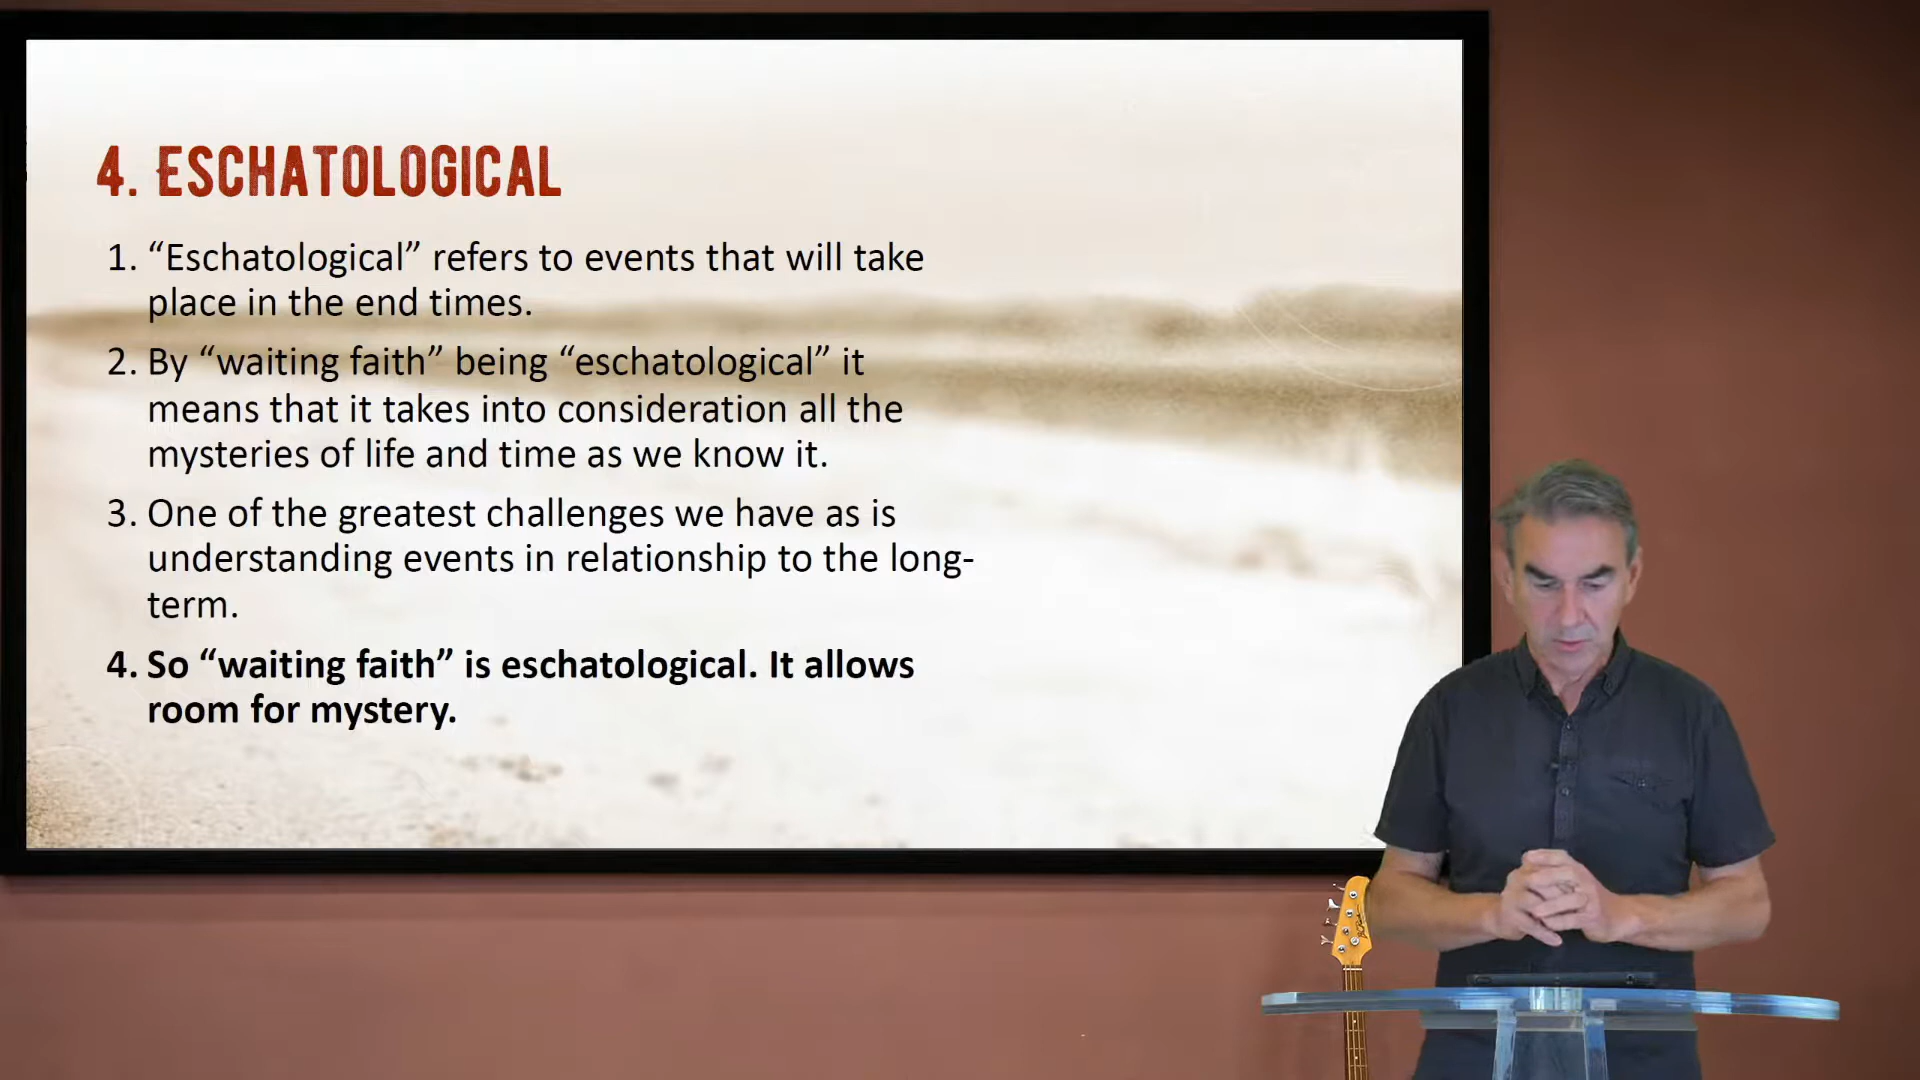 4. ESCHATOLOGICAL
1. “Eschatological” refers to events that will take
place in the end times.
2. By “waiting faith” being “eschatological” it
means that it takes into consideration all the
mysteries of life and time as we know it.
3. One of the greatest challenges we have as is
understanding events in relationship to the long-
term.
4. So “waiting faith” is eschatological. It allows
room for mystery.